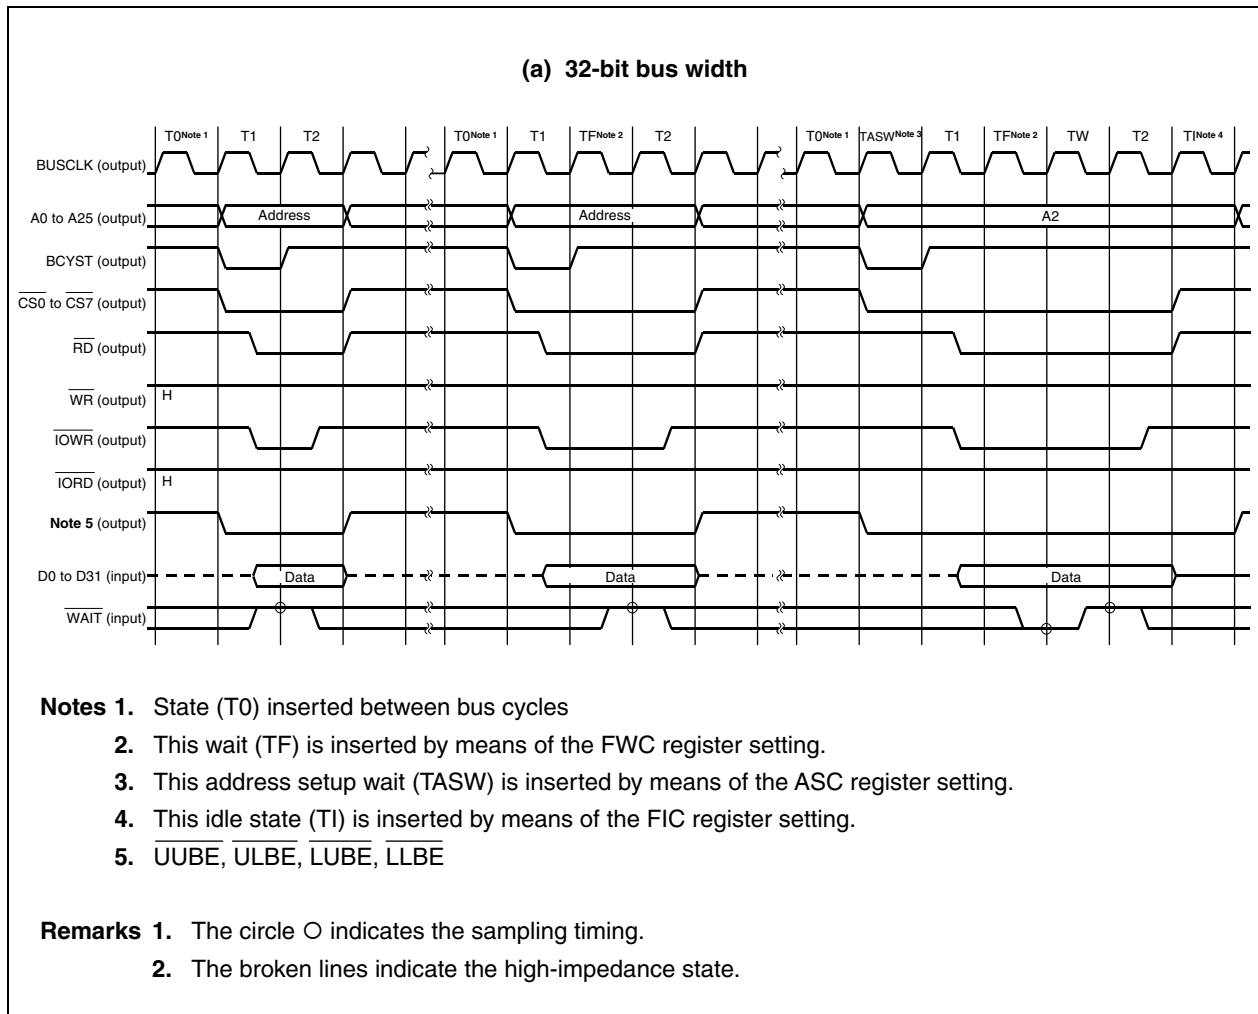 (a) 32-bit bus width
T0Note 1 T1 T2 T0Note 1 T1 TFNote 2 T2 T0Note 1 TASWNote 3 T1 TFNote 2 TW T2 TINote 4
BUSCLK (output)
A0 to A25 (output) Address Address A2
BCYST (output)
CS0 to CS7 (output)
RD (output)
WR (output) H
IOWR (output)
IORD (output) H
Note 5 (output)
D0 to D31 (input) Data Data Data
WAIT (input)
Notes 1. State (T0) inserted between bus cycles
2. This wait (TF) is inserted by means of the FWC register setting.
3. This address setup wait (TASW) is inserted by means of the ASC register setting.
4. This idle state (TI) is inserted by means of the FIC register setting.
5. UUBE, ULBE, LUBE, LLBE
Remarks 1. The circle O indicates the sampling timing.
2. The broken lines indicate the high-impedance state.